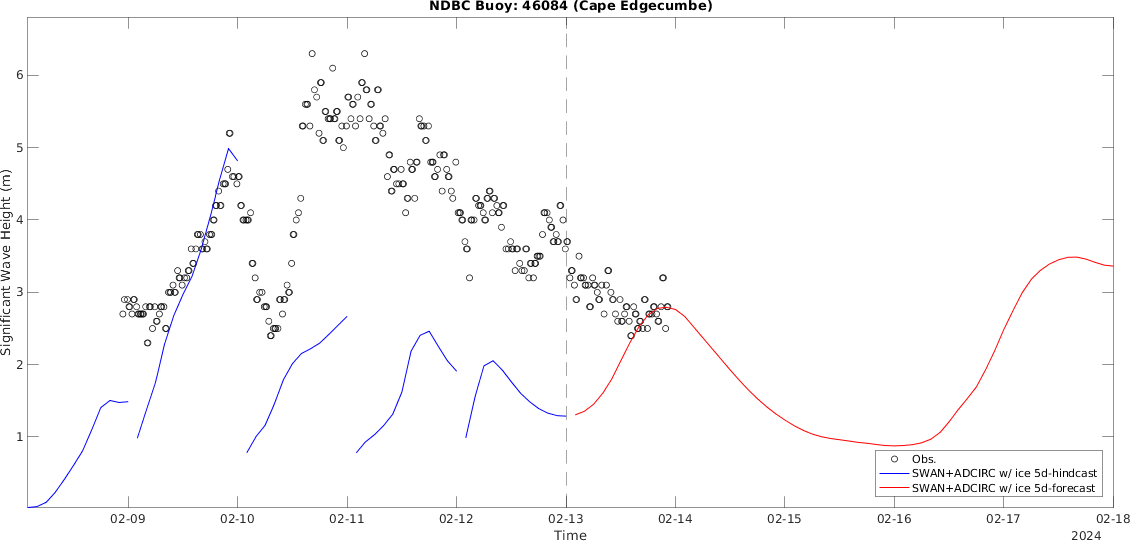 NDBC Buoy: 46084 (Cape Edgecumbe)
6
5
4
3
2
1
Significant Wave Height (m)
Obs.
SWAN+ADCIRC w/ ice 5d-hindcast
SWAN+ADCIRC w/ ice 5d-forecast
02-09 02-10 02-11 02-12 02-13 02-14 02-15 02-16 02-17 02-18
Time
2024